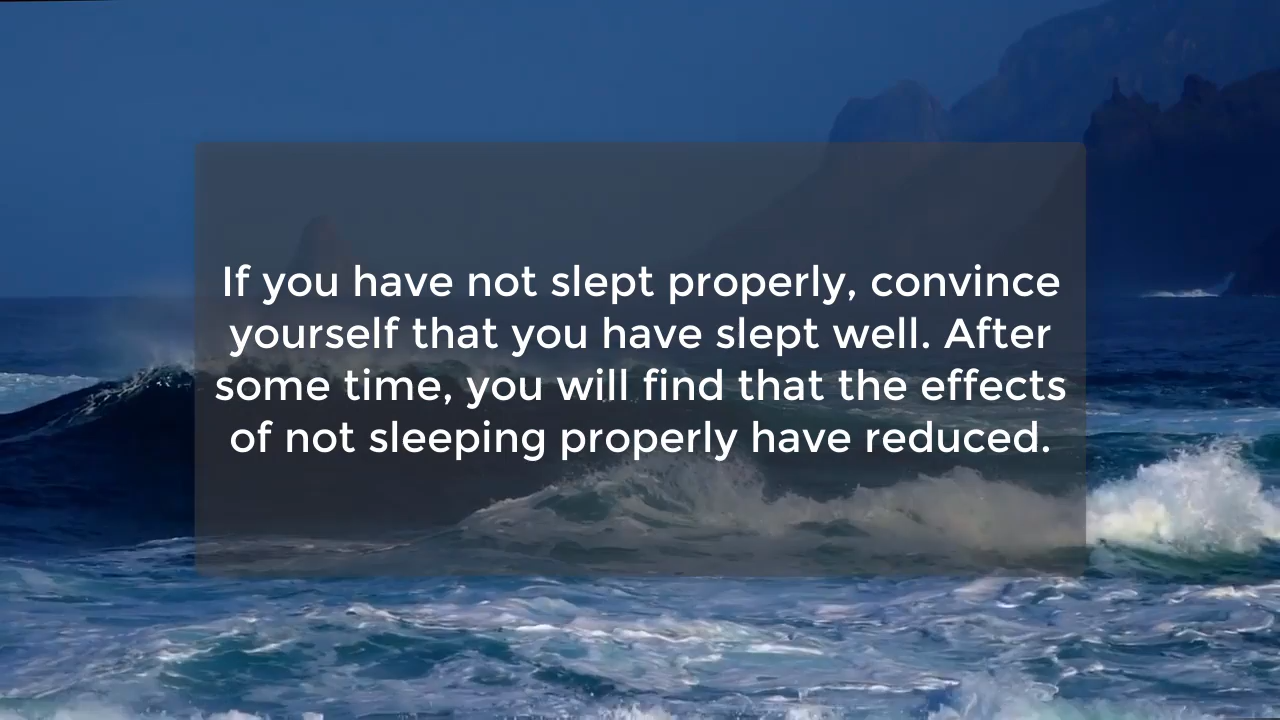 If you have not slept properly, convince
yourself that you have slept well. After
some time, you will find that the effects
of not sleeping properly have reduced.